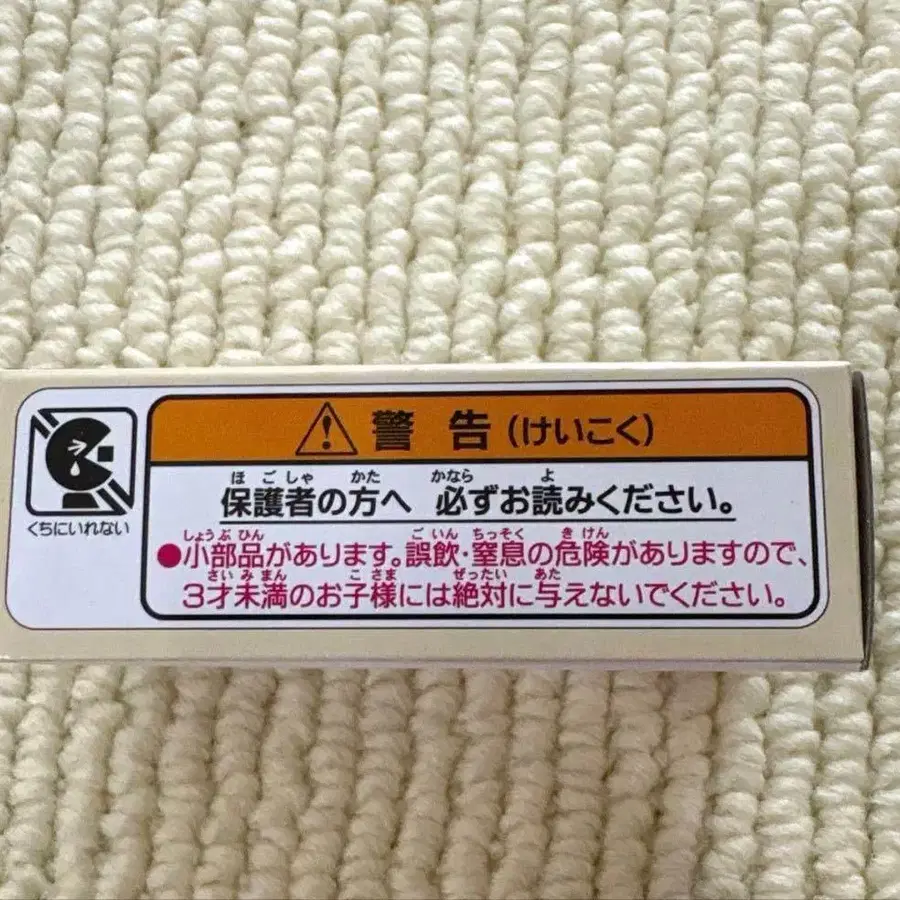 警告(けいこく)
くちにいれない
ほごしゃ かた かなら よ
保護者の方へ 必ずお読みください。
しょうぶひん ごいん ちっそく きけん
●小部品があります。誤飲・窒息の危険がありますので、
さいみまん こさま ぜったい あた
3才未満のお子様には絶対に与えないでください。